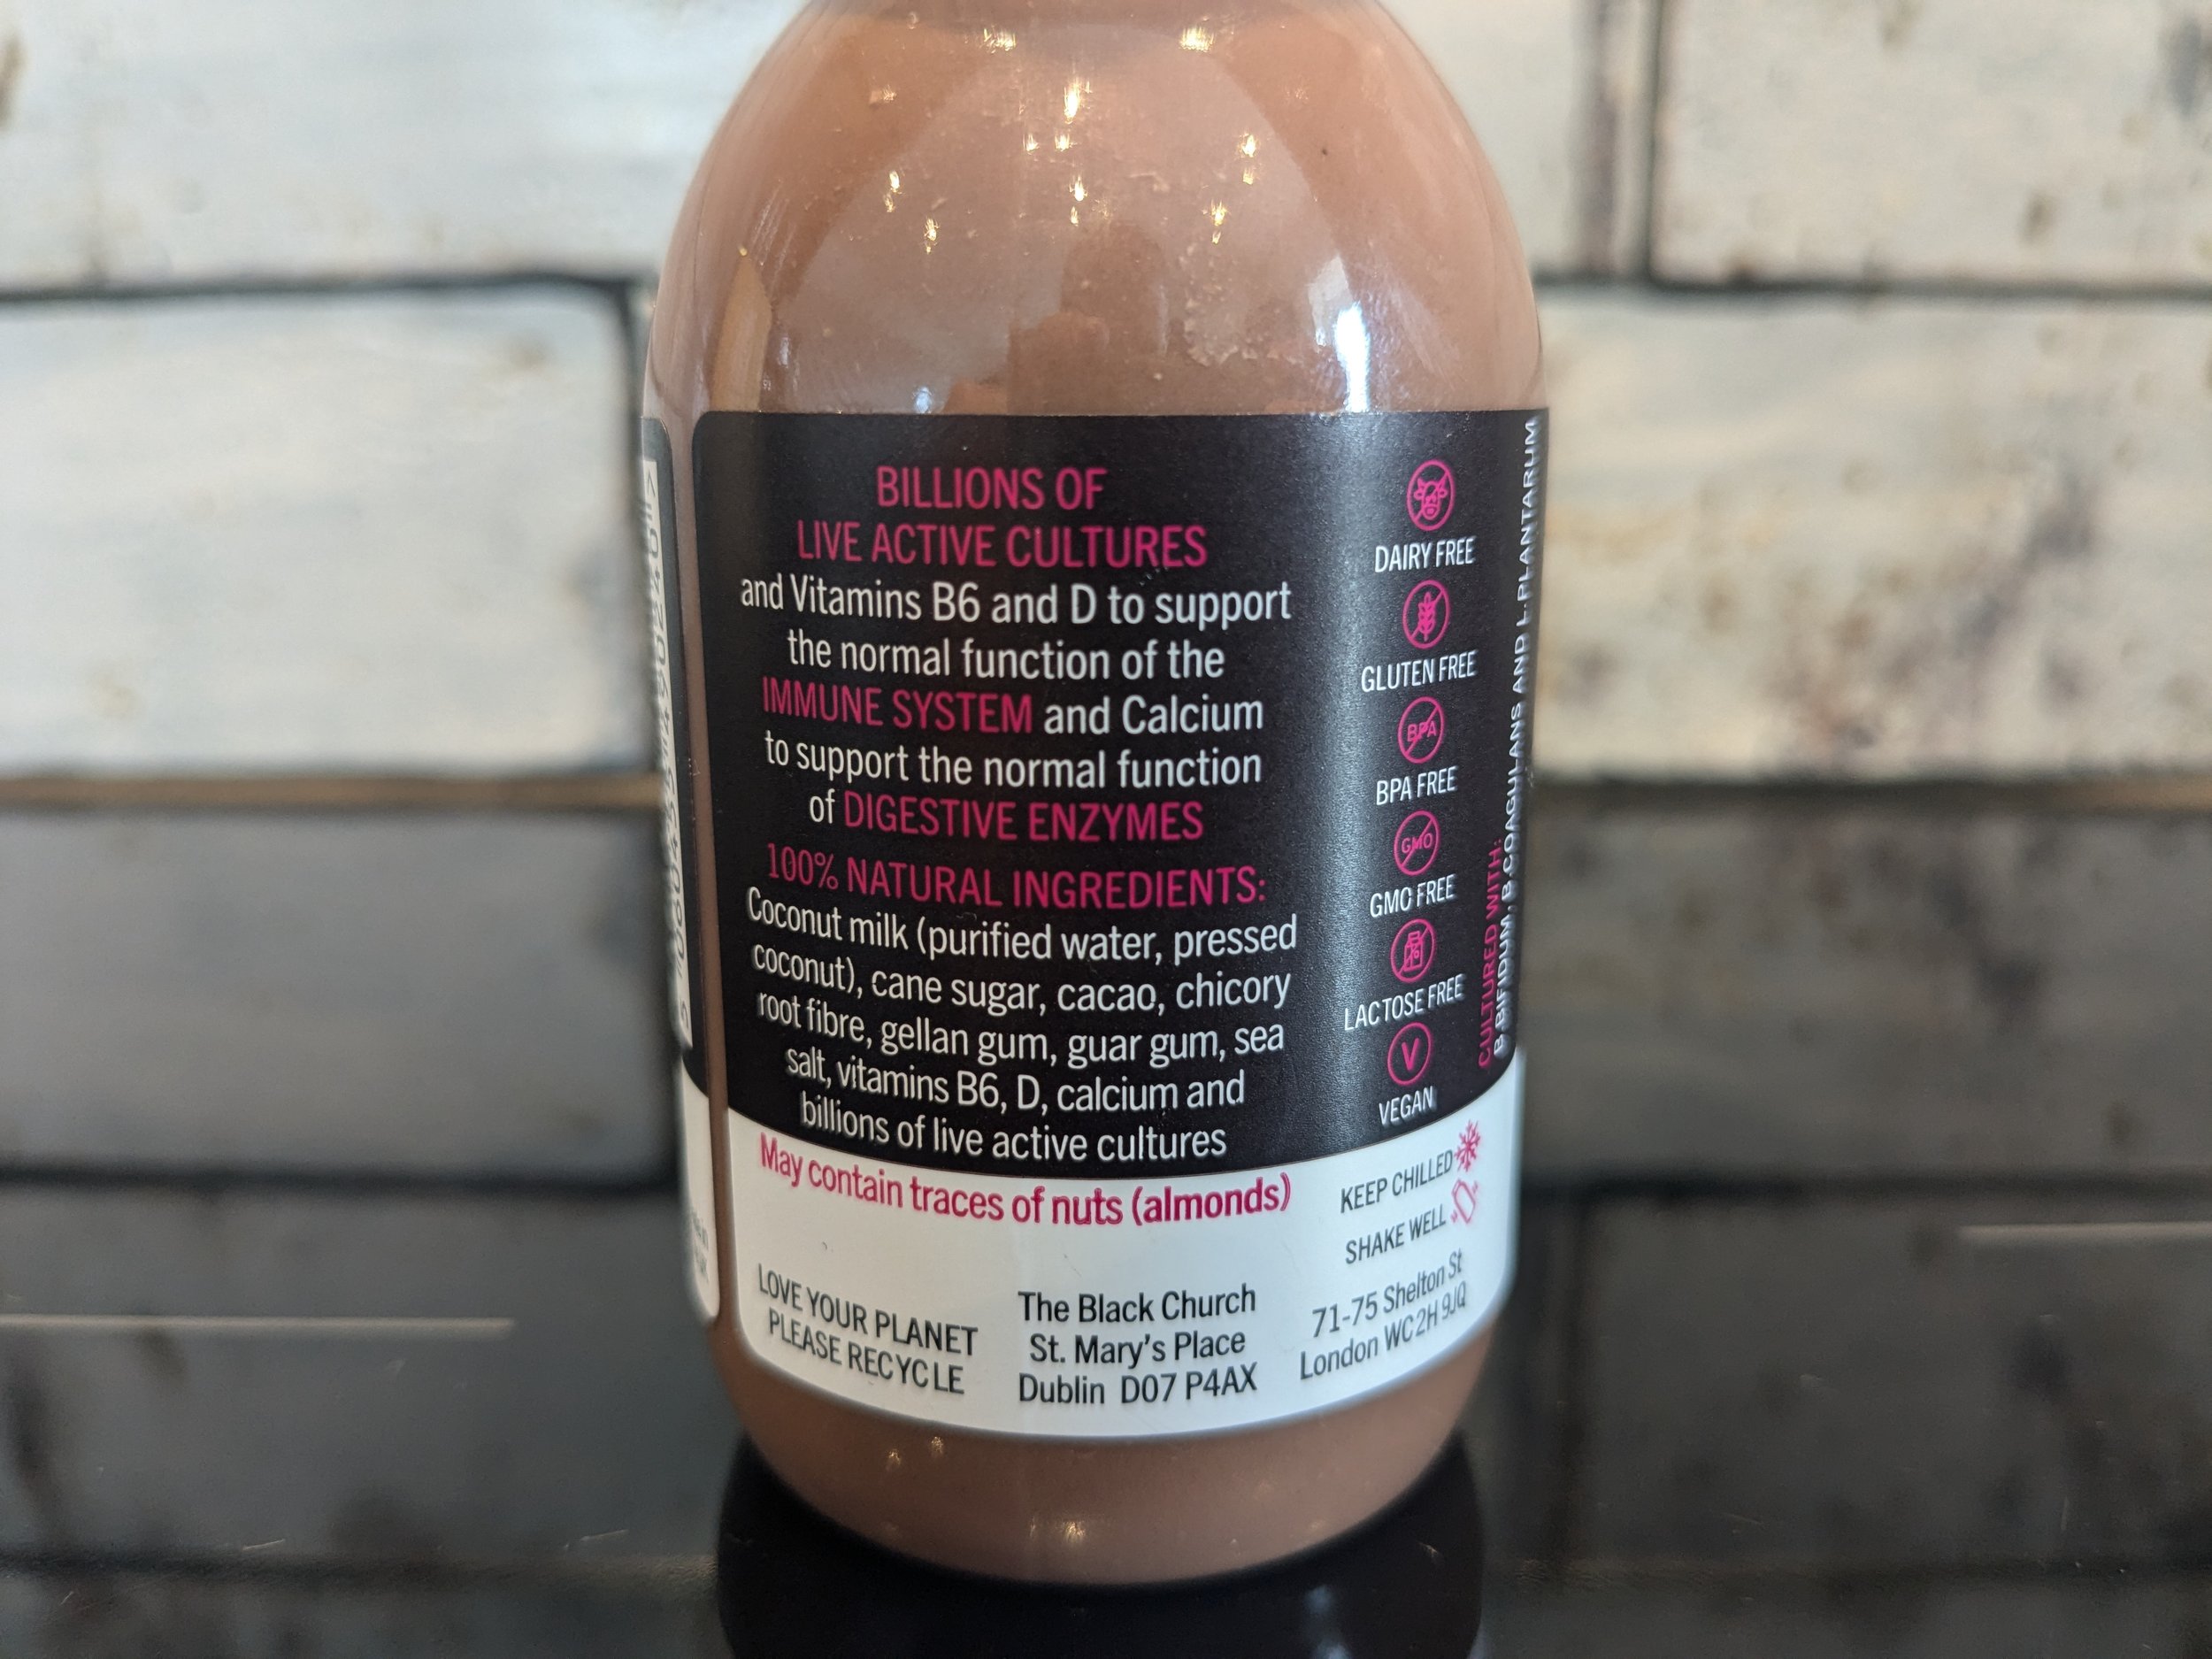 BILLIONS OF
LIVE ACTIVE CULTURES
and Vitamins B6 and D to support
the normal function of the
IMMUNE SYSTEM and Calcium
to support the normal function
of DIGESTIVE ENZYMES
100% NATURAL INGREDIENTS:
Coconut milk (purified water, pressed
coconut), cane sugar, cacao, chicory
root fibre, gellan gum, guar gum, sea
salt, vitamins B6, D, calcium and
billions of live active cultures
May contain traces of nuts (almonds)
LOVE YOUR PLANET
PLEASE RECYCLE
The Black Church
St. Mary's Place
Dublin D07 P4AX
DAIRY FREE
GLUTEN FREE
BPA
BPA FREE
GMO
GMO FREE
LACTOSE FREE
V
VEGAN
KEEP CHILLED
SHAKE WELL
71-75 Shelton St
London WC2H 9JQ
CULTURED WITH:
B.BIFIDUM, B.COAGULANS AND L.PLANTARUM